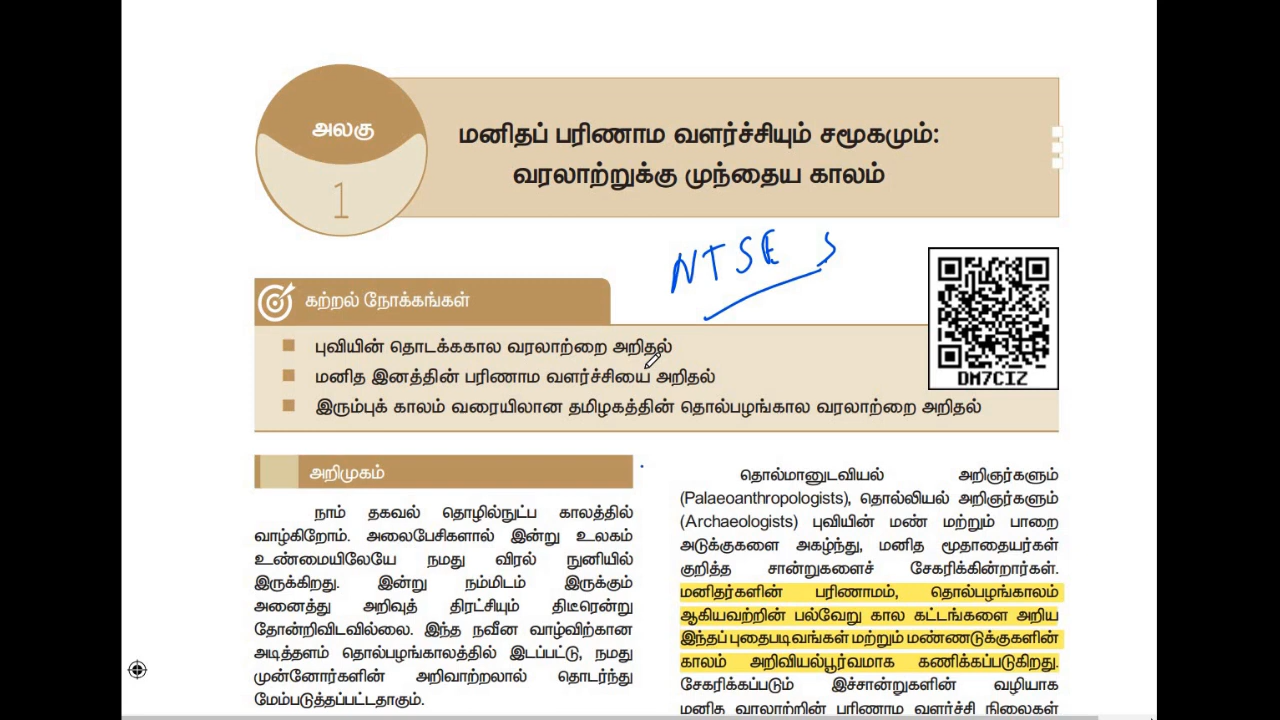 அலகு
1
மனிதப் பரிணாம வளர்ச்சியும் சமூகமும்:
வரலாற்றுக்கு முந்தைய காலம்
NTSE
கற்றல் நோக்கங்கள்
புவியின் தொடக்ககால வரலாற்றை அறிதல்
மனித இனத்தின் பரிணாம வளர்ச்சியை அறிதல்
இரும்புக் காலம் வரையிலான தமிழகத்தின் தொல்பழங்கால வரலாற்றை அறிதல்
DM7CIZ
அறிமுகம்
நாம் தகவல் தொழில்நுட்ப காலத்தில்
வாழ்கிறோம். அலைபேசிகளால் இன்று உலகம்
உண்மையிலேயே நமது விரல் நுனியில்
இருக்கிறது. இன்று நம்மிடம் இருக்கும்
அனைத்து அறிவுத் திரட்சியும் திடீரென்று
தோன்றிவிடவில்லை. இந்த நவீன வாழ்விற்கான
அடித்தளம் தொல்பழங்காலத்தில் இடப்பட்டு, நமது
முன்னோர்களின் அறிவாற்றலால் தொடர்ந்து
மேம்படுத்தப்பட்டதாகும்.
தொல்மானுடவியல் அறிஞர்களும்
(Palaeoanthropologists), தொல்லியல் அறிஞர்களும்
(Archaeologists) புவியின் மண் மற்றும் பாறை
அடுக்குகளை அகழ்ந்து, மனித மூதாதையர்கள்
குறித்த சான்றுகளைச் சேகரிக்கின்றார்கள்.
மனிதர்களின் பரிணாமம், தொல்பழங்காலம்
ஆகியவற்றின் பல்வேறு கால கட்டங்களை அறிய
இந்தப் புதைபடிவங்கள் மற்றும் மண்ணடுக்குகளின்
காலம் அறிவியல்பூர்வமாக கணிக்கப்படுகிறது.
சேகரிக்கப்படும் இச்சான்றுகளின் வழியாக
மனித வரலாற்றின் பரிணாம வளர்ச்சி நிலைகள்